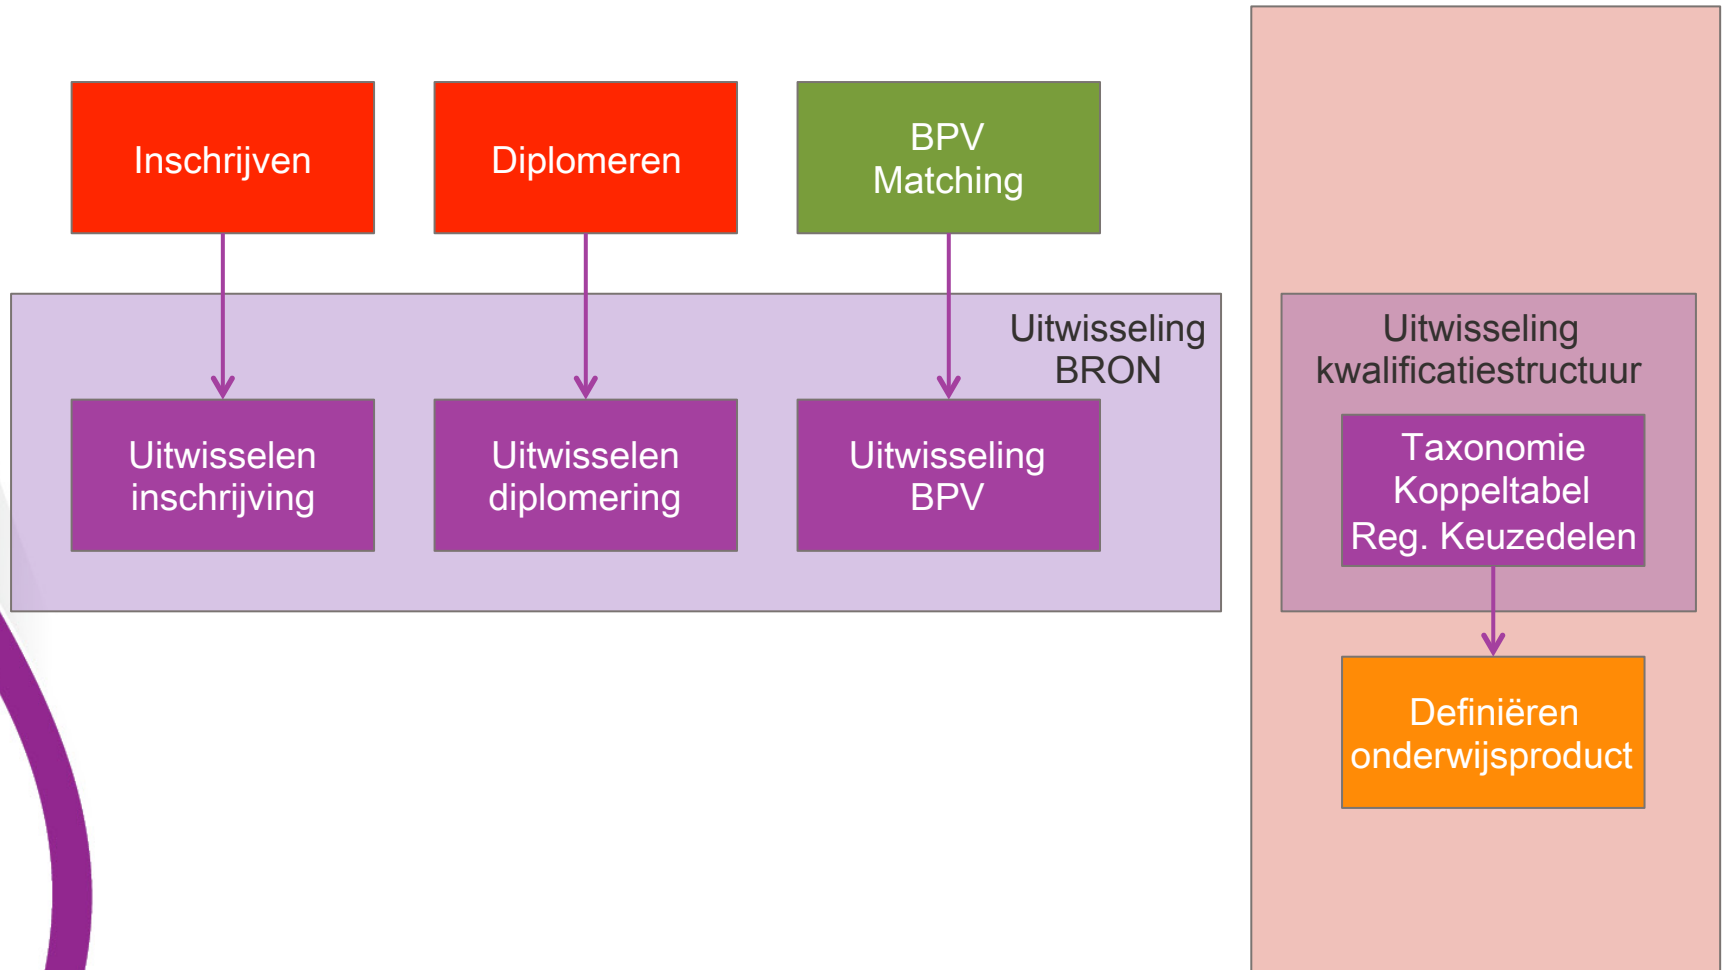 Inschrijven
Diplomeren
BPV
Matching
Uitwisseling
BRON
Uitwisselen
inschrijving
Uitwisselen
diplomering
Uitwisseling
BPV
Uitwisseling
kwalificatiestructuur
Taxonomie
Koppeltabel
Reg. Keuzedelen
Definiëren
onderwijsproduct